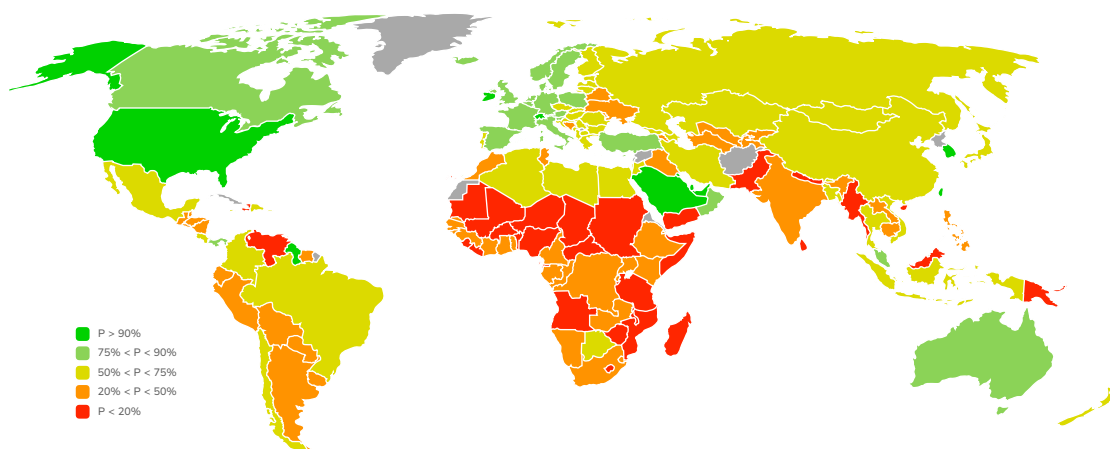 P > 90%
75% < P < 90%
50% < P < 75%
20% < P < 50%
P < 20%